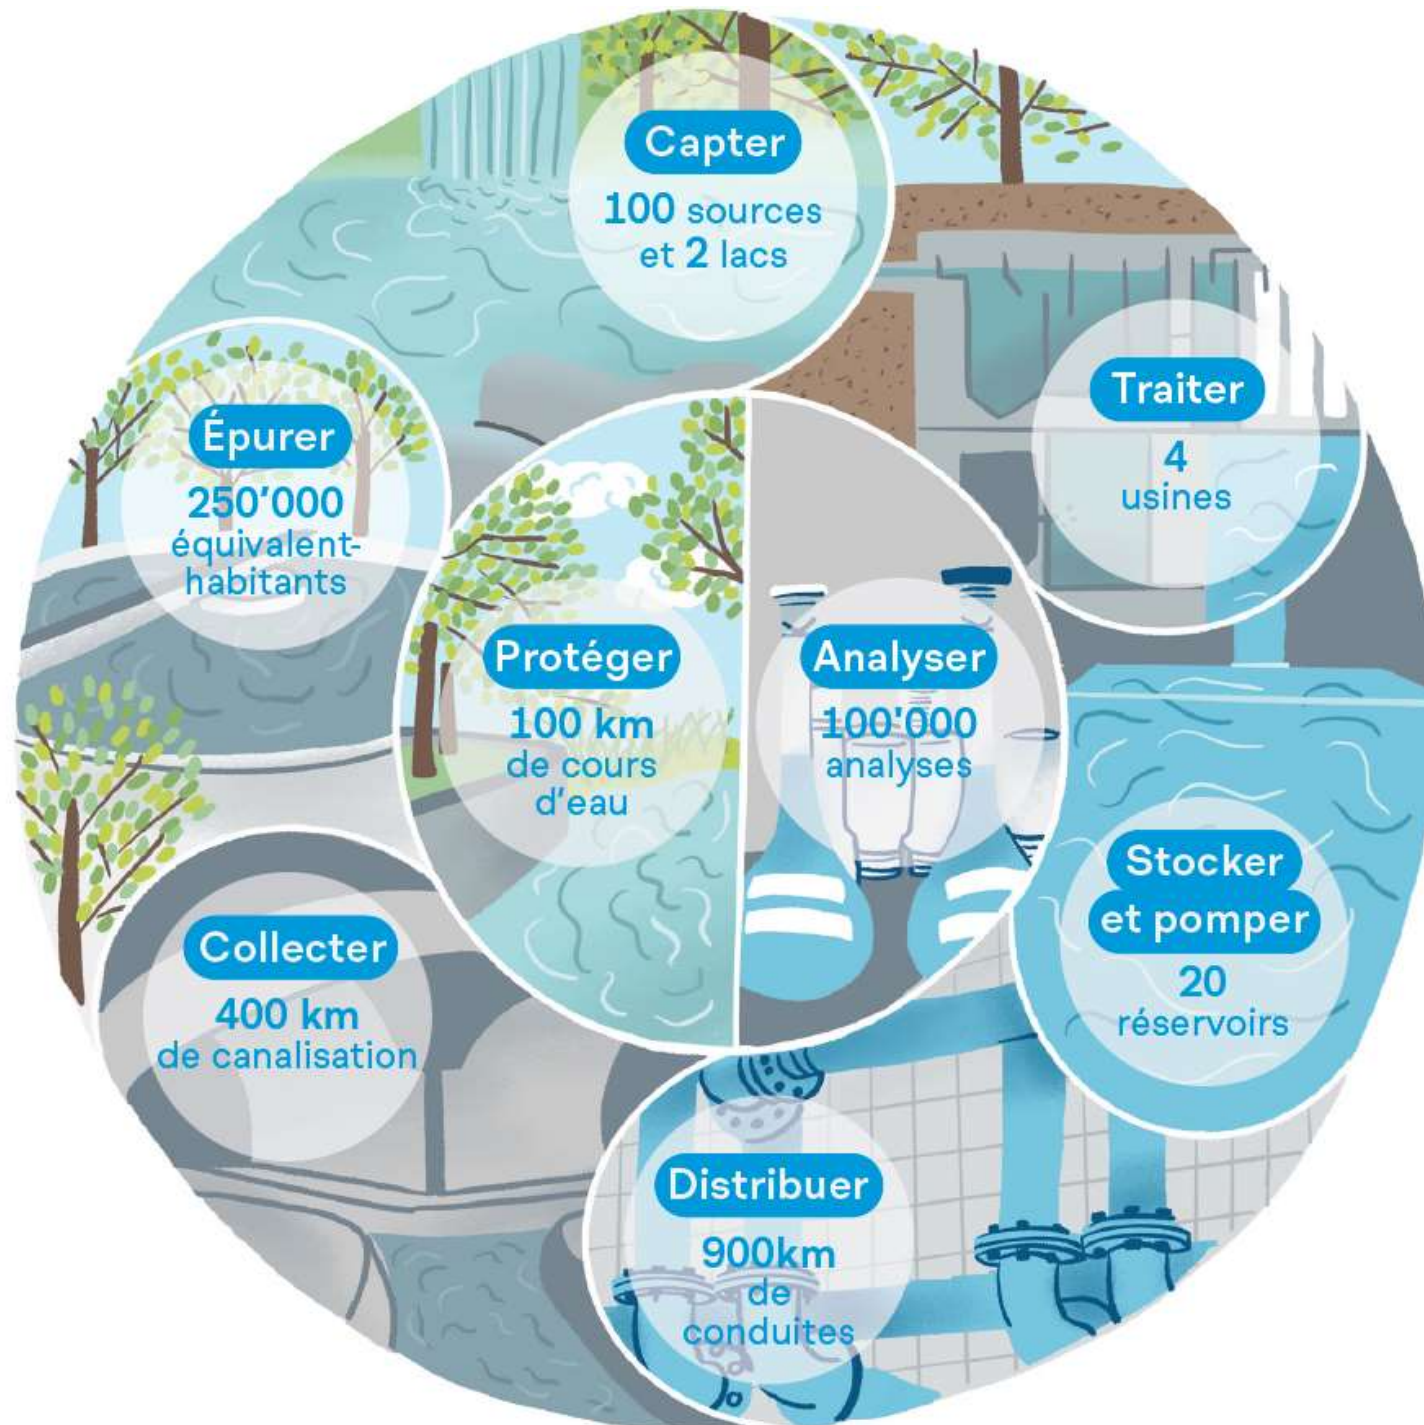 Capter
100 sources
et 2 lacs
Traiter
4
usines
Épurer
250’000
équivalent-
habitants
Protéger
100 km
de cours
d’eau
Analyser
100'000
analyses
Stocker
et pomper
20
réservoirs
Collecter
400 km
de canalisation
Distribuer
900km
de
conduites